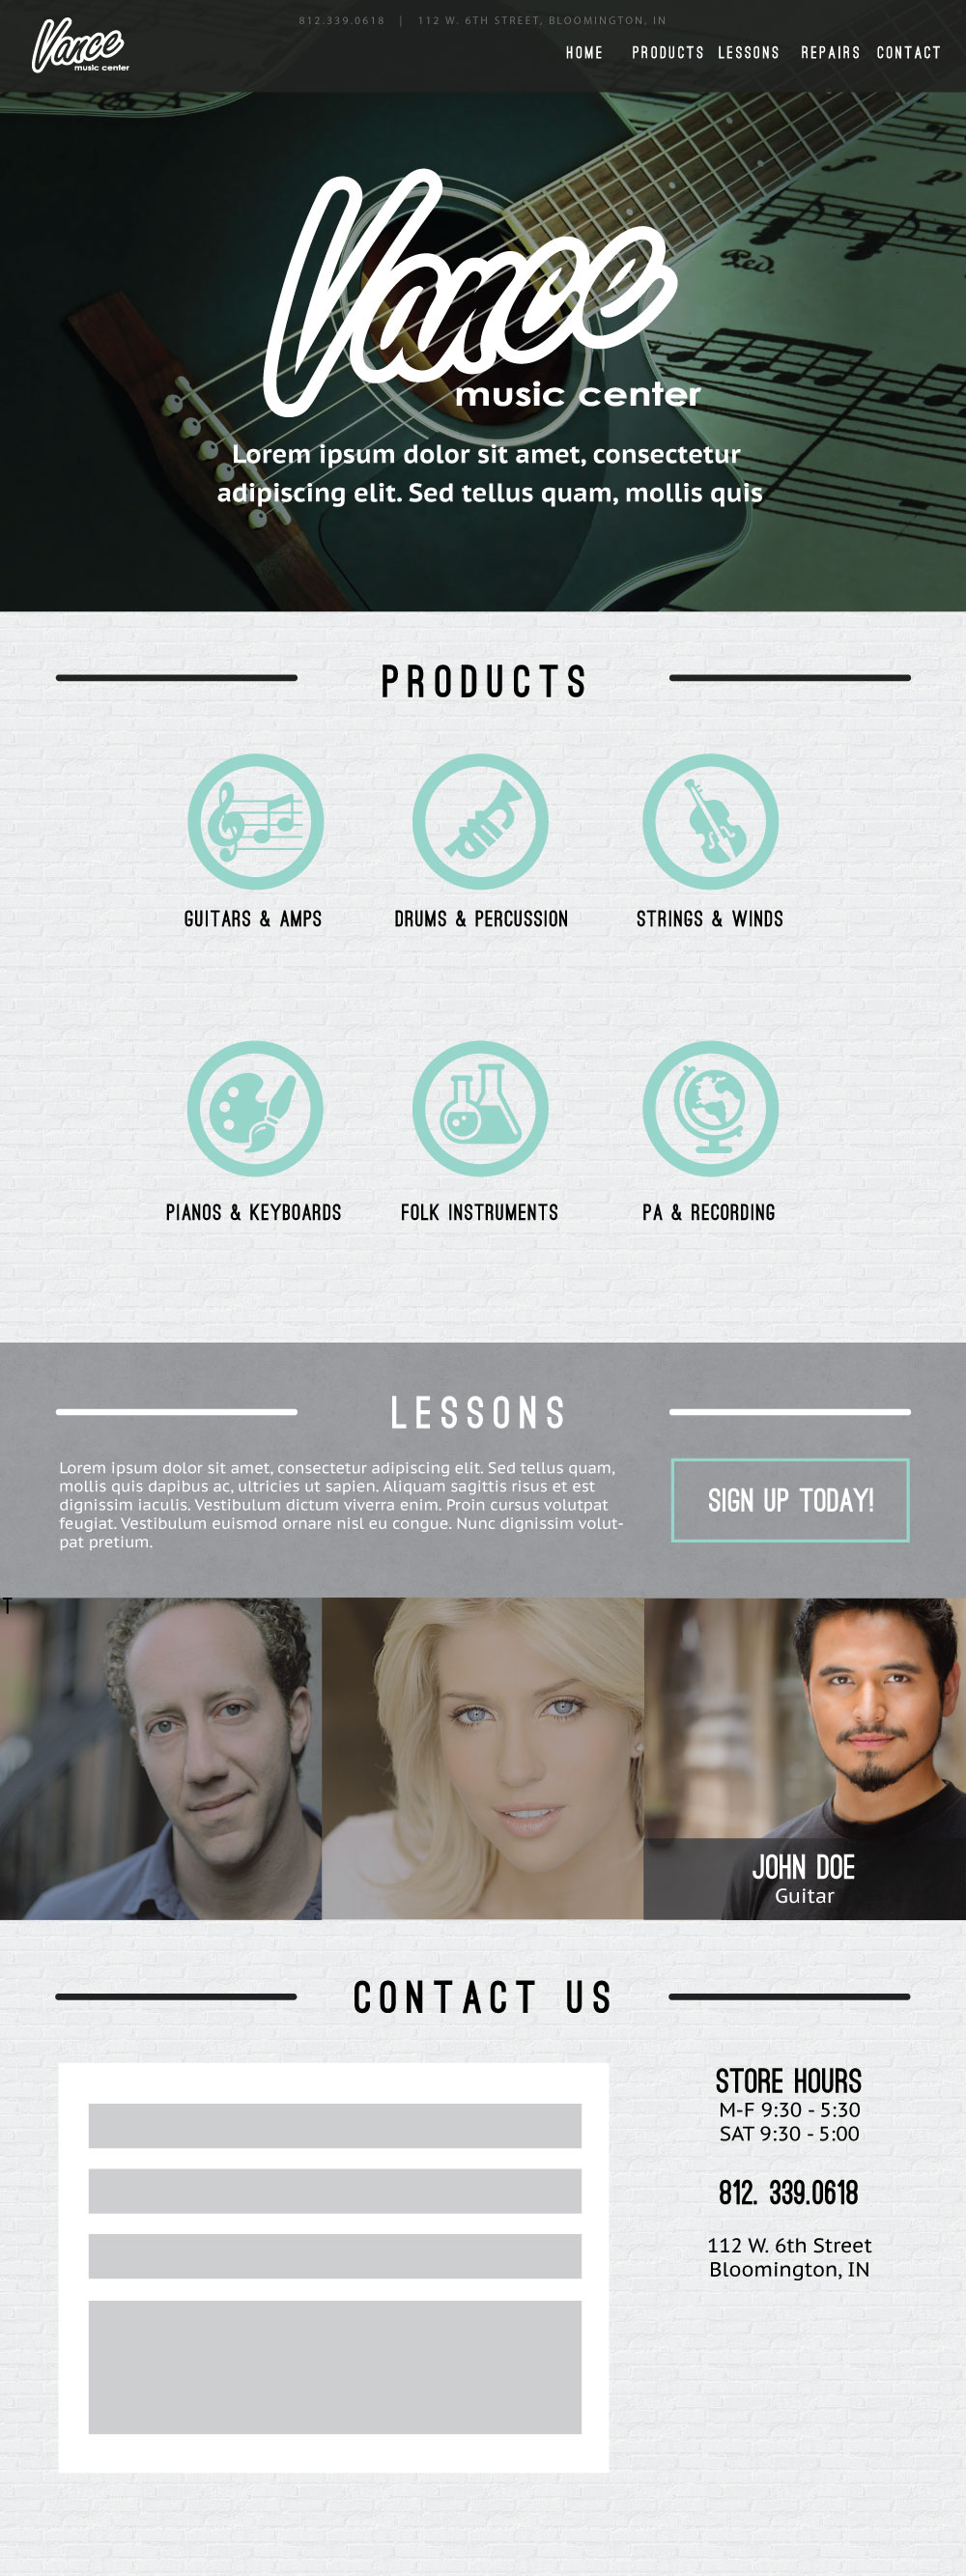 812.339.0618 | 112 W. 6TH STREET, BLOOMINGTON, IN
Vance
music center
HOME PRODUCTS LESSONS REPAIRS CONTACT
Vance
music center
Lorem ipsum dolor sit amet, consectetur
adipiscing elit. Sed tellus quam, mollis quis
PRODUCTS
GUITARS & AMPS
DRUMS & PERCUSSION
STRINGS & WINDS
PIANOS & KEYBOARDS
FOLK INSTRUMENTS
PA & RECORDING
LESSONS
Lorem ipsum dolor sit amet, consectetur adipiscing elit. Sed tellus quam,
mollis quis dapibus ac, ultricies ut sapien. Aliquam sagittis risus et est
dignissim iaculis. Vestibulum dictum viverra enim. Proin cursus volutpat
feugiat. Vestibulum euismod ornare nisl eu congue. Nunc dignissim volut-
pat pretium.
SIGN UP TODAY!
T
JOHN DOE
Guitar
CONTACT US
STORE HOURS
M-F 9:30 - 5:30
SAT 9:30 - 5:00
812. 339.0618
112 W. 6th Street
Bloomington, IN